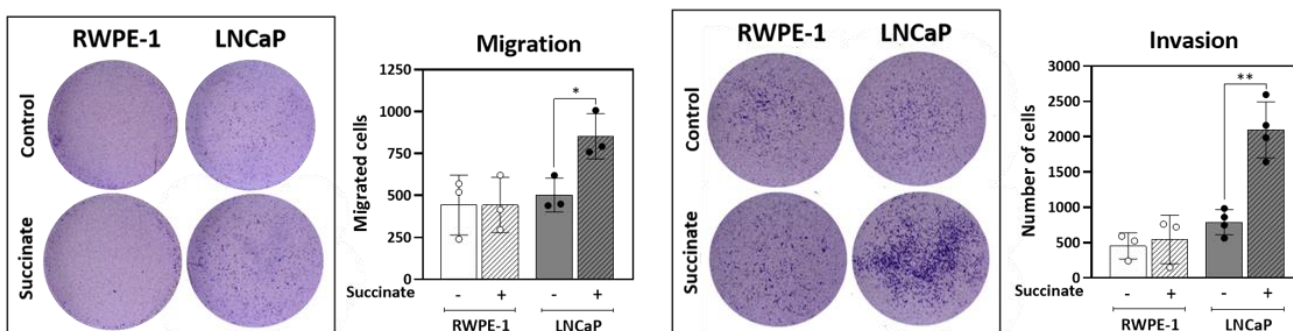 RWPE-1 LNCaP
Control
Succinate
Migration
Migrated cells
1250
1000
750
500
250
0
*
Succinate - + - +
RWPE-1 LNCaP
RWPE-1 LNCaP
Control
Succinate
Invasion
Number of cells
3000
2500
2000
1500
1000
500
0
**
Succinate - + - +
RWPE-1 LNCaP